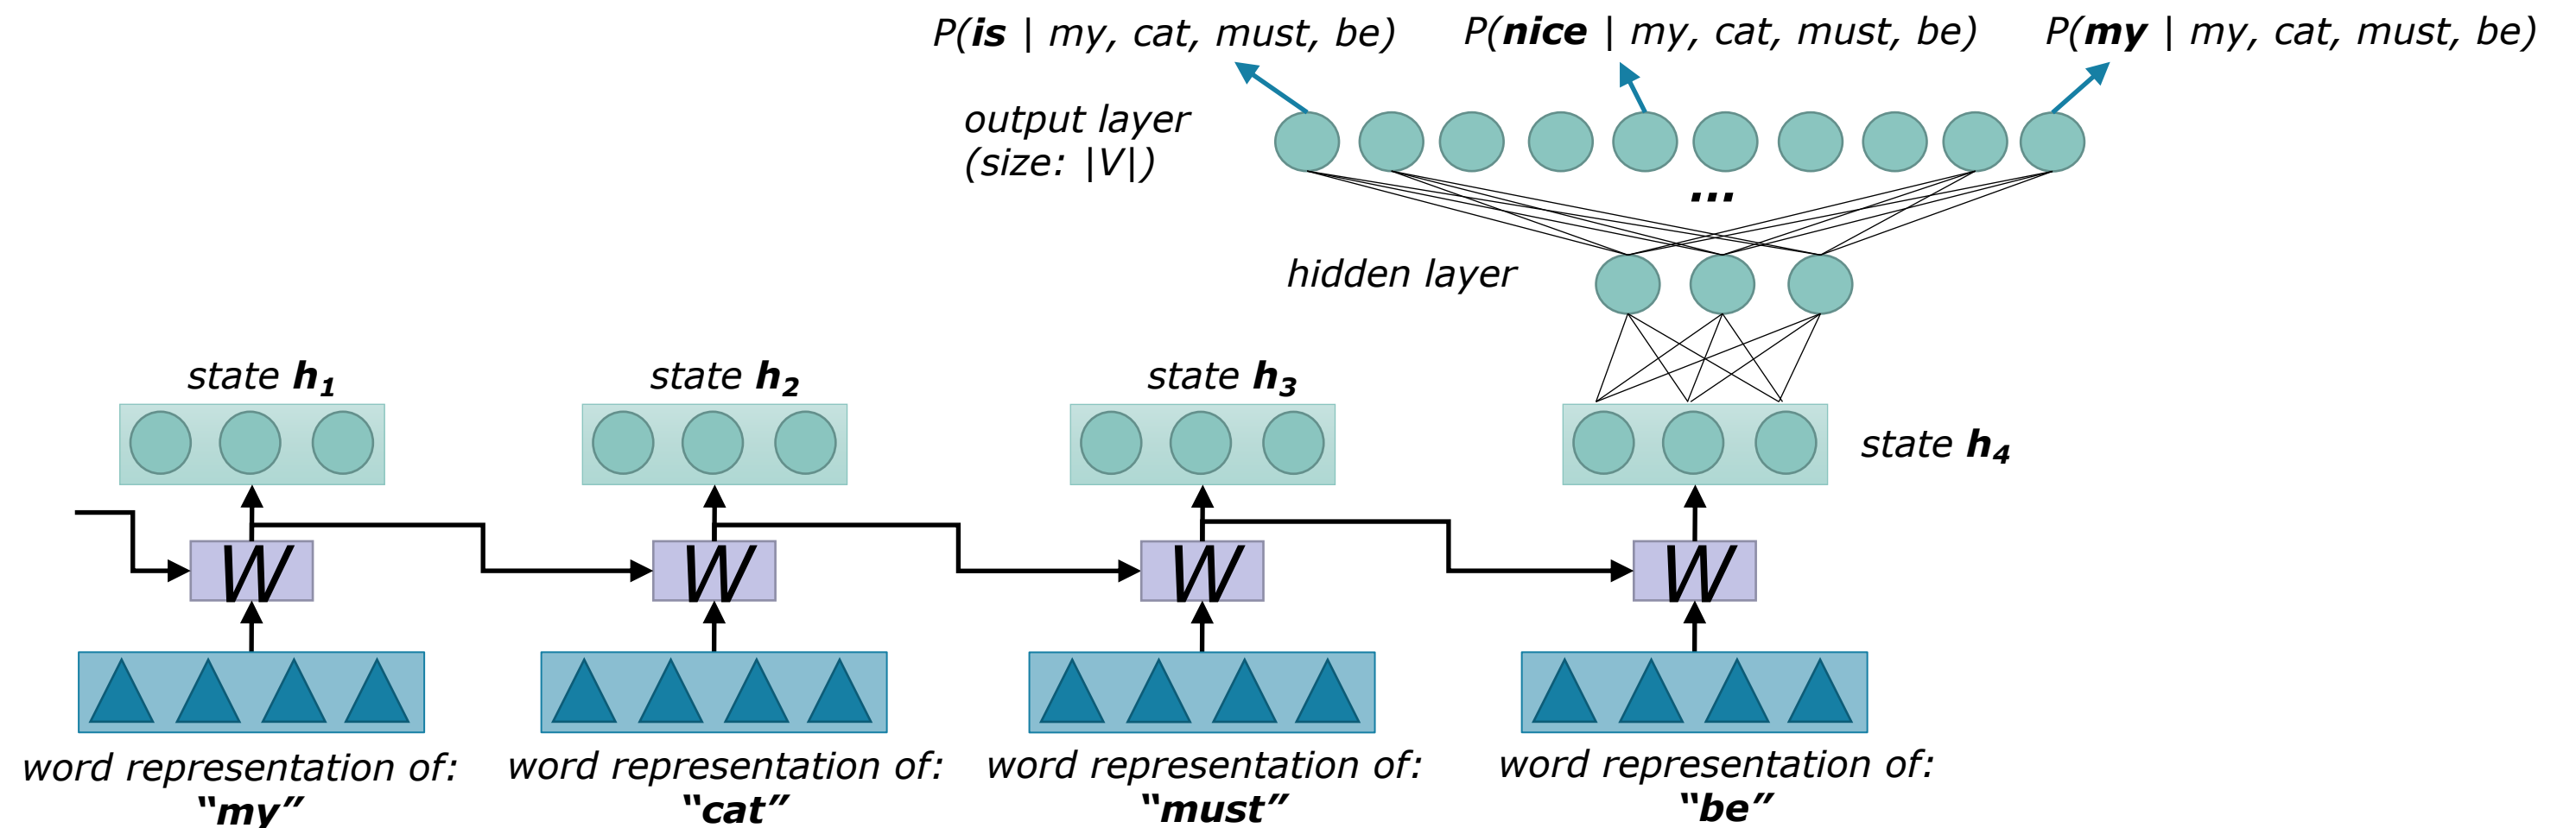 P(is | my, cat, must, be)
P(nice | my, cat, must, be)
P(my | my, cat, must, be)
output layer
(size: |V|)
...
hidden layer
state h1
state h2
state h3
state h4
W
W
W
W
word representation of:
“my”
word representation of:
“cat”
word representation of:
“must”
word representation of:
“be”